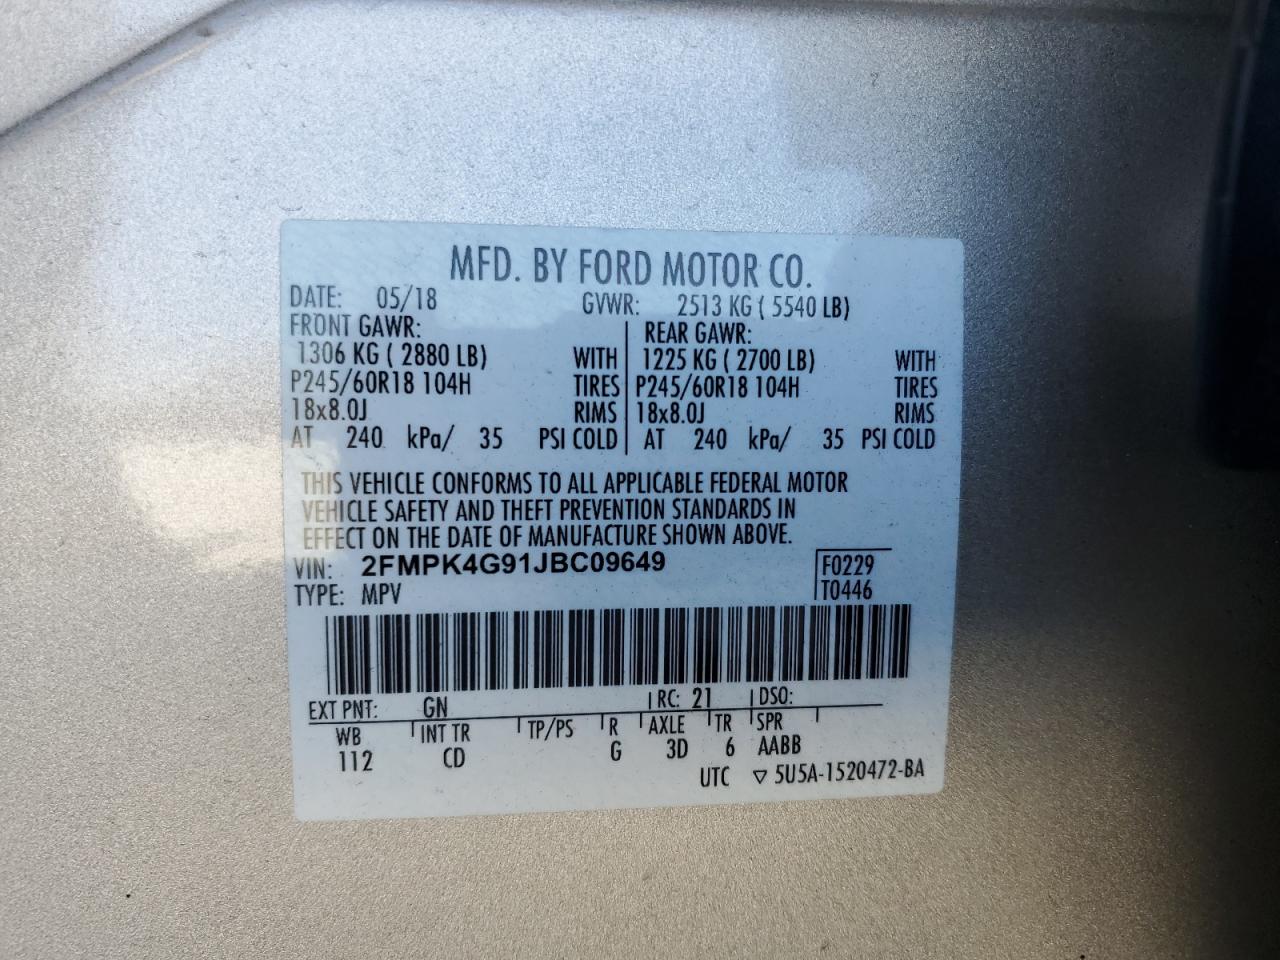 MFD. BY FORD MOTOR CO.
DATE: 05/18 GVWR: 2513 KG ( 5540 LB)
FRONT GAWR: REAR GAWR:
1306 KG ( 2880 LB) WITH 1225 KG ( 2700 LB) WITH
P245/60R18 104H TIRES P245/60R18 104H TIRES
18x8.0J RIMS 18x8.0J RIMS
AT 240 kPa/ 35 PSI COLD AT 240 kPa/ 35 PSI COLD
THIS VEHICLE CONFORMS TO ALL APPLICABLE FEDERAL MOTOR
VEHICLE SAFETY AND THEFT PREVENTION STANDARDS IN
EFFECT ON THE DATE OF MANUFACTURE SHOWN ABOVE.
VIN: 2FMPK4G91JBC09649 F0229
TYPE: MPV T0446
EXT PNT: GN RC: 21 DSO:
WB INT TR TP/PS R AXLE TR SPR
112 CD G 3D 6 AABB
UTC ▽ 5U5A-1520472-BA